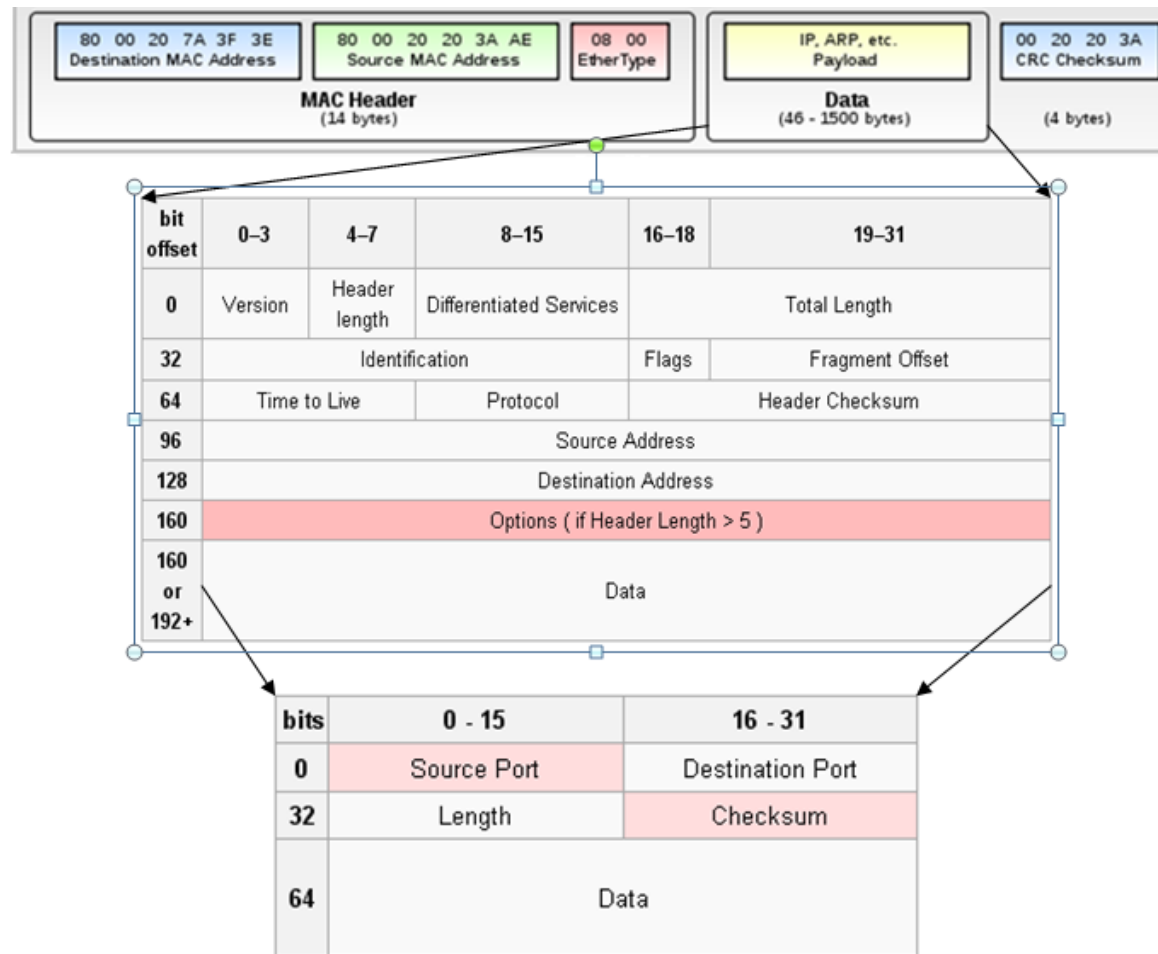 80 00 20 7A 3F 3E
Destination MAC Address
80 00 20 20 3A AE
Source MAC Address
08 00
EtherType
IP, ARP, etc.
Payload
00 20 20 3A
CRC Checksum
MAC Header
(14 bytes)
Data
(46 - 1500 bytes)
(4 bytes)
bit
offset
0–3
4–7
8–15
16–18
19–31
0
Version
Header
length
Differentiated Services
Total Length
32
Identification
Flags
Fragment Offset
64
Time to Live
Protocol
Header Checksum
96
Source Address
128
Destination Address
160
Options ( if Header Length > 5 )
160
or
192+
Data
bits
0 - 15
16 - 31
0
Source Port
Destination Port
32
Length
Checksum
64
Data